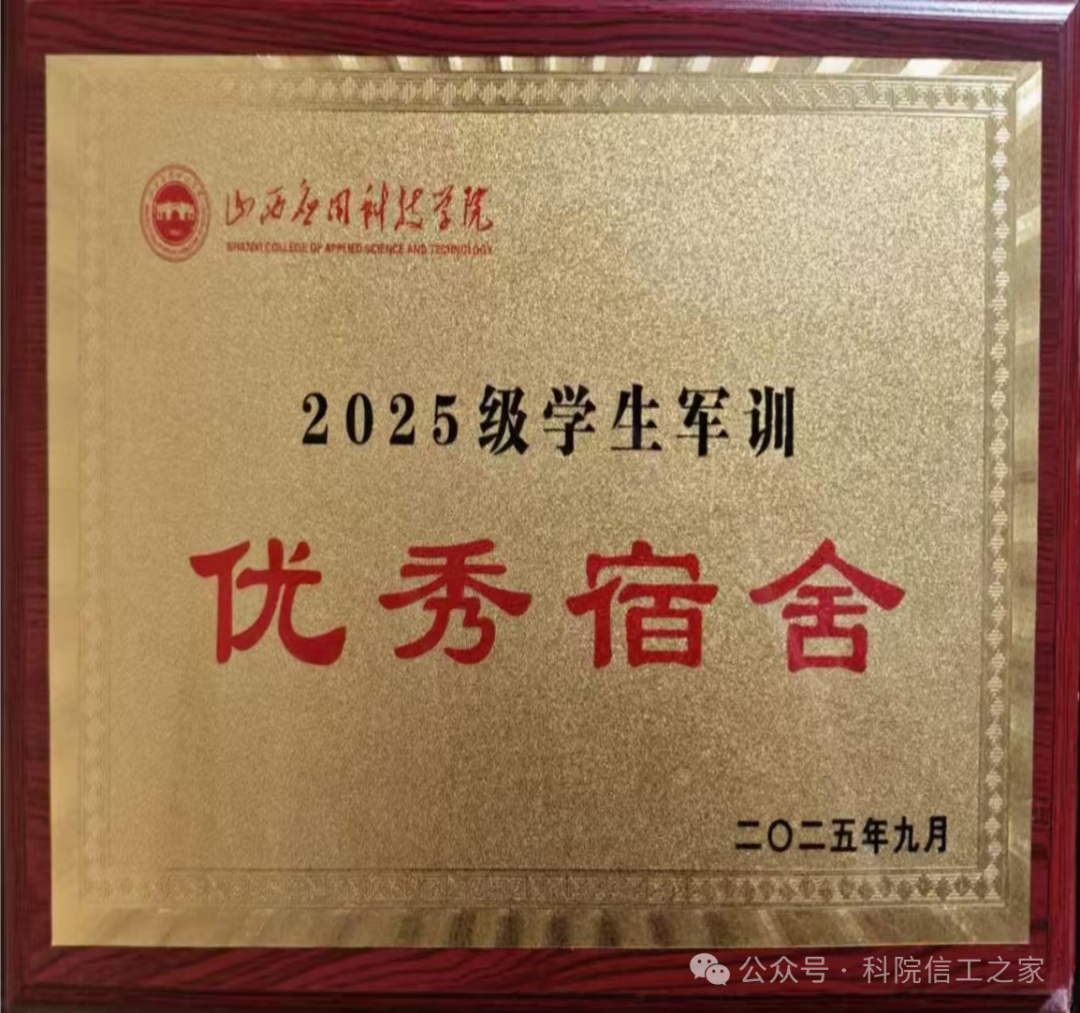 山西应用科技学院
SHANXI COLLEGE OF APPLIED SCIENCE AND TECHNOLOGY
2025级学生军训
优秀宿舍
二〇二五年九月
公众号·科院信工之家